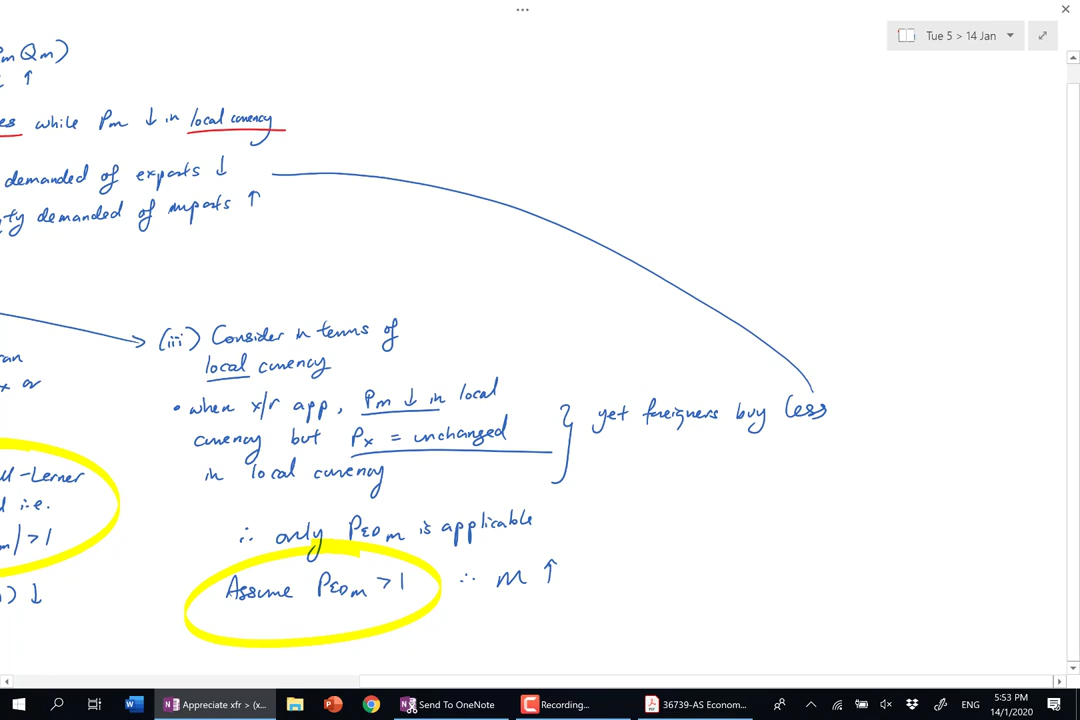 Tue 5 > 14 Jan
Pm Qm)
↑
es while Pm ↓ in local currency
demanded of exports ↓
ty demanded of imports ↑
(iii) Consider in terms of
local currency
• when x/r app, Pm ↓ in local
currency but Px = unchanged
in local currency
} yet foreigners buy less
∴ only PEDm is applicable
Assume PEDm > 1 ∴ M ↑
ran
x or
ll-Lerner
d i.e.
m| > 1
) ↓
Appreciate xfr > (x...
Send To OneNote
Recording...
36739-AS Econom...
ENG
5:53 PM
14/1/2020